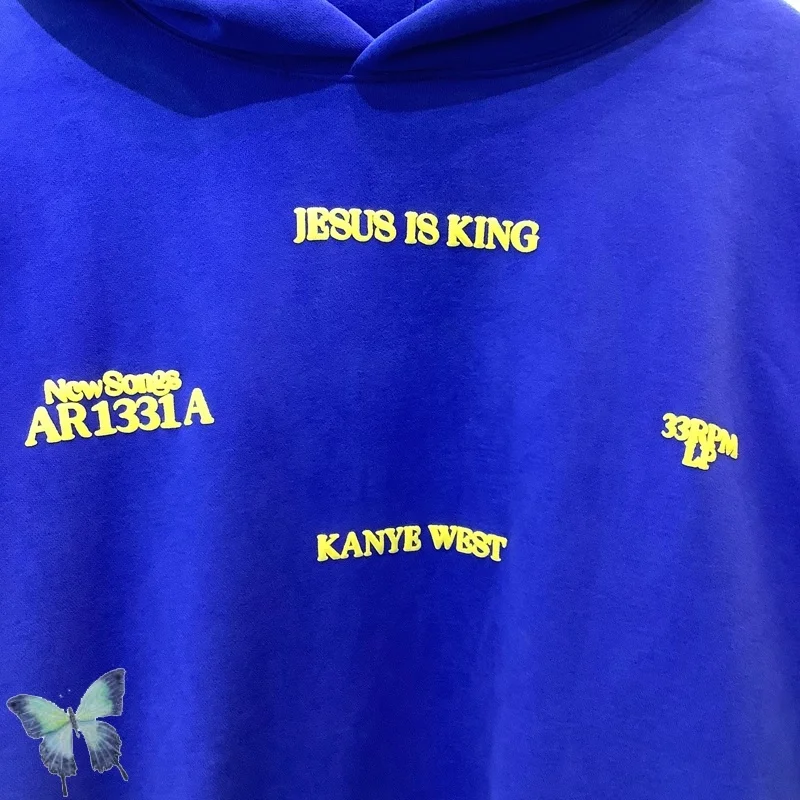 JESUS IS KING
New Songs
AR1331A
33RPM
LP
KANYE WEST